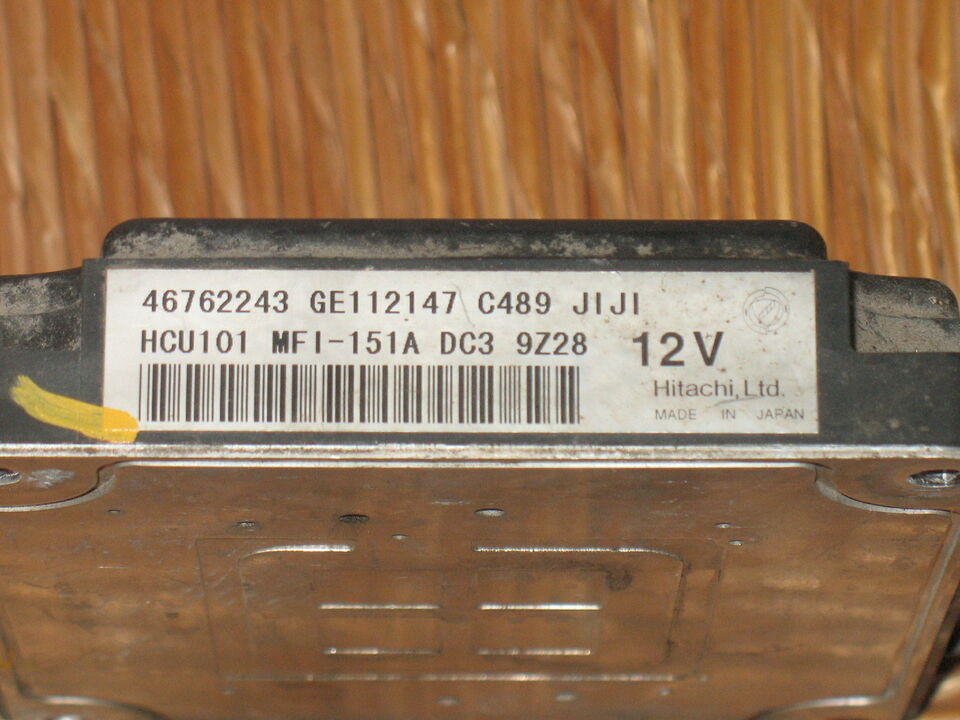 46762243 GE112147 C489 JIJI
HCU101 MFI-151A DC3 9Z28
12V
Hitachi, Ltd.
MADE IN JAPAN